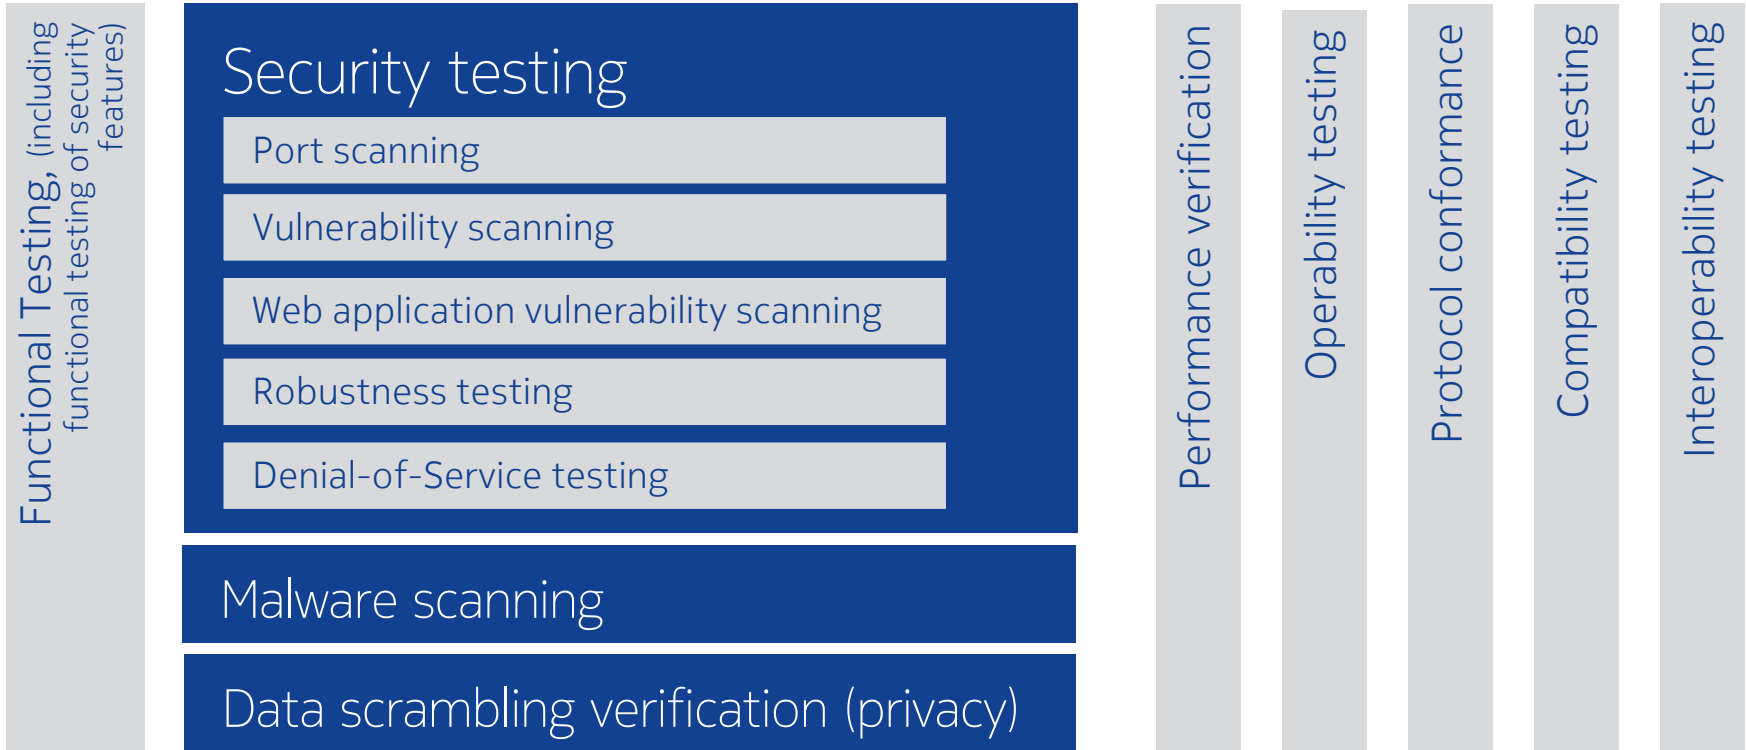 Functional Testing, (including
functional testing of security
features)
Security testing
Port scanning
Vulnerability scanning
Web application vulnerability scanning
Robustness testing
Denial-of-Service testing
Malware scanning
Data scrambling verification (privacy)
Performance verification
Operability testing
Protocol conformance
Compatibility testing
Interoperability testing